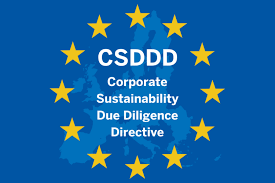 CSDDD
Corporate
Sustainability
Due Diligence
Directive